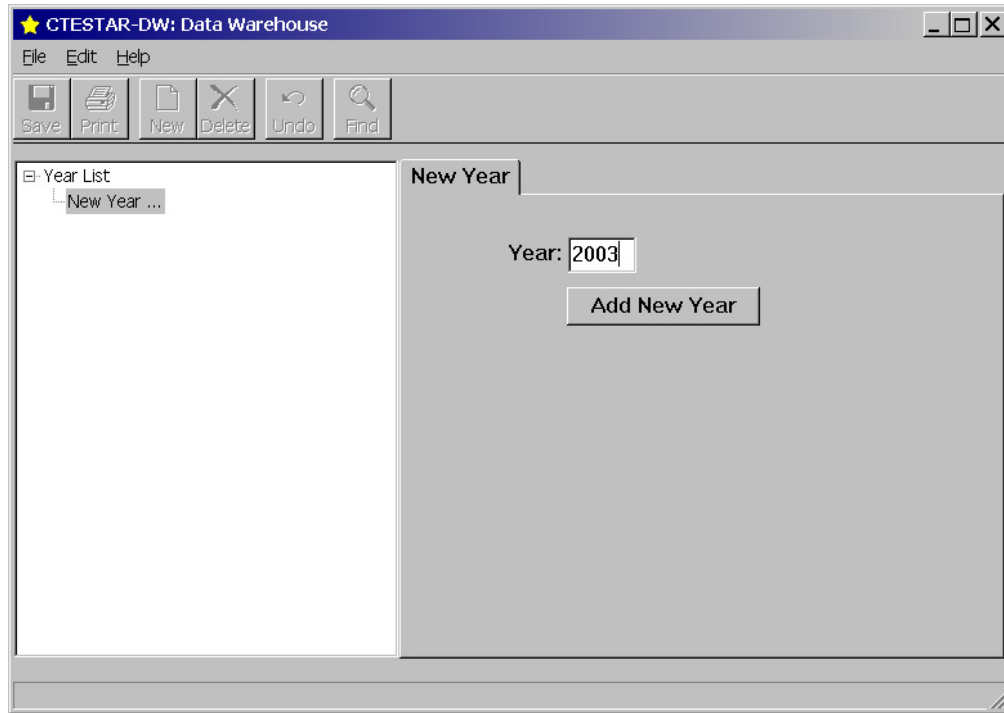 CTESTAR-DW: Data Warehouse
File Edit Help
Save Print New Delete Undo Find
Year List
New Year ...
New Year
Year: 2003
Add New Year